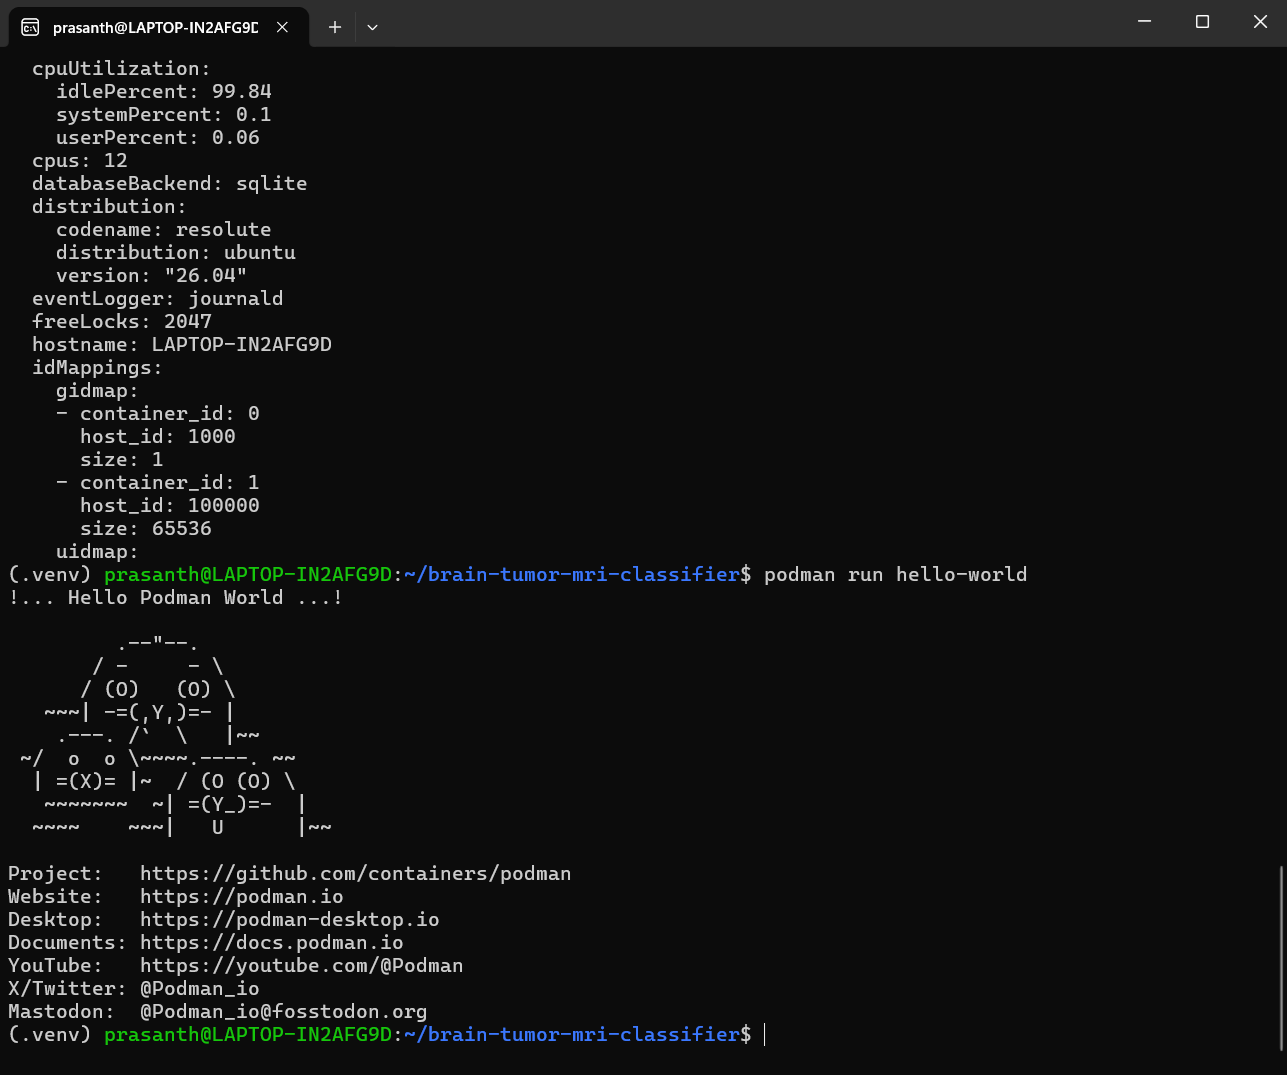 prasanth@LAPTOP-IN2AFG9D
  cpuUtilization:
    idlePercent: 99.84
    systemPercent: 0.1
    userPercent: 0.06
  cpus: 12
  databaseBackend: sqlite
  distribution:
    codename: resolute
    distribution: ubuntu
    version: "26.04"
  eventLogger: journald
  freeLocks: 2047
  hostname: LAPTOP-IN2AFG9D
  idMappings:
    gidmap:
    - container_id: 0
      host_id: 1000
      size: 1
    - container_id: 1
      host_id: 100000
      size: 65536
    uidmap:
(.venv) prasanth@LAPTOP-IN2AFG9D:~/brain-tumor-mri-classifier$ podman run hello-world
!... Hello Podman World ...!

         .--"--.
       / -     - \
      / (O)   (O) \
   ~~~| -=(,Y,)=- |
    .---. /`  \   |~~
 ~/  o  o \~~~~.----. ~~
  | =(X)= |~  / (O (O) \
   ~~~~~~~  ~| =(Y_)=-  |
  ~~~~    ~~~|   U      |~~

Project:   https://github.com/containers/podman
Website:   https://podman.io
Desktop:   https://podman-desktop.io
Documents: https://docs.podman.io
YouTube:   https://youtube.com/@Podman
X/Twitter: @Podman_io
Mastodon:  @Podman_io@fosstodon.org
(.venv) prasanth@LAPTOP-IN2AFG9D:~/brain-tumor-mri-classifier$